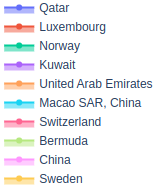 Qatar
Luxembourg
Norway
Kuwait
United Arab Emirates
Macao SAR, China
Switzerland
Bermuda
China
Sweden